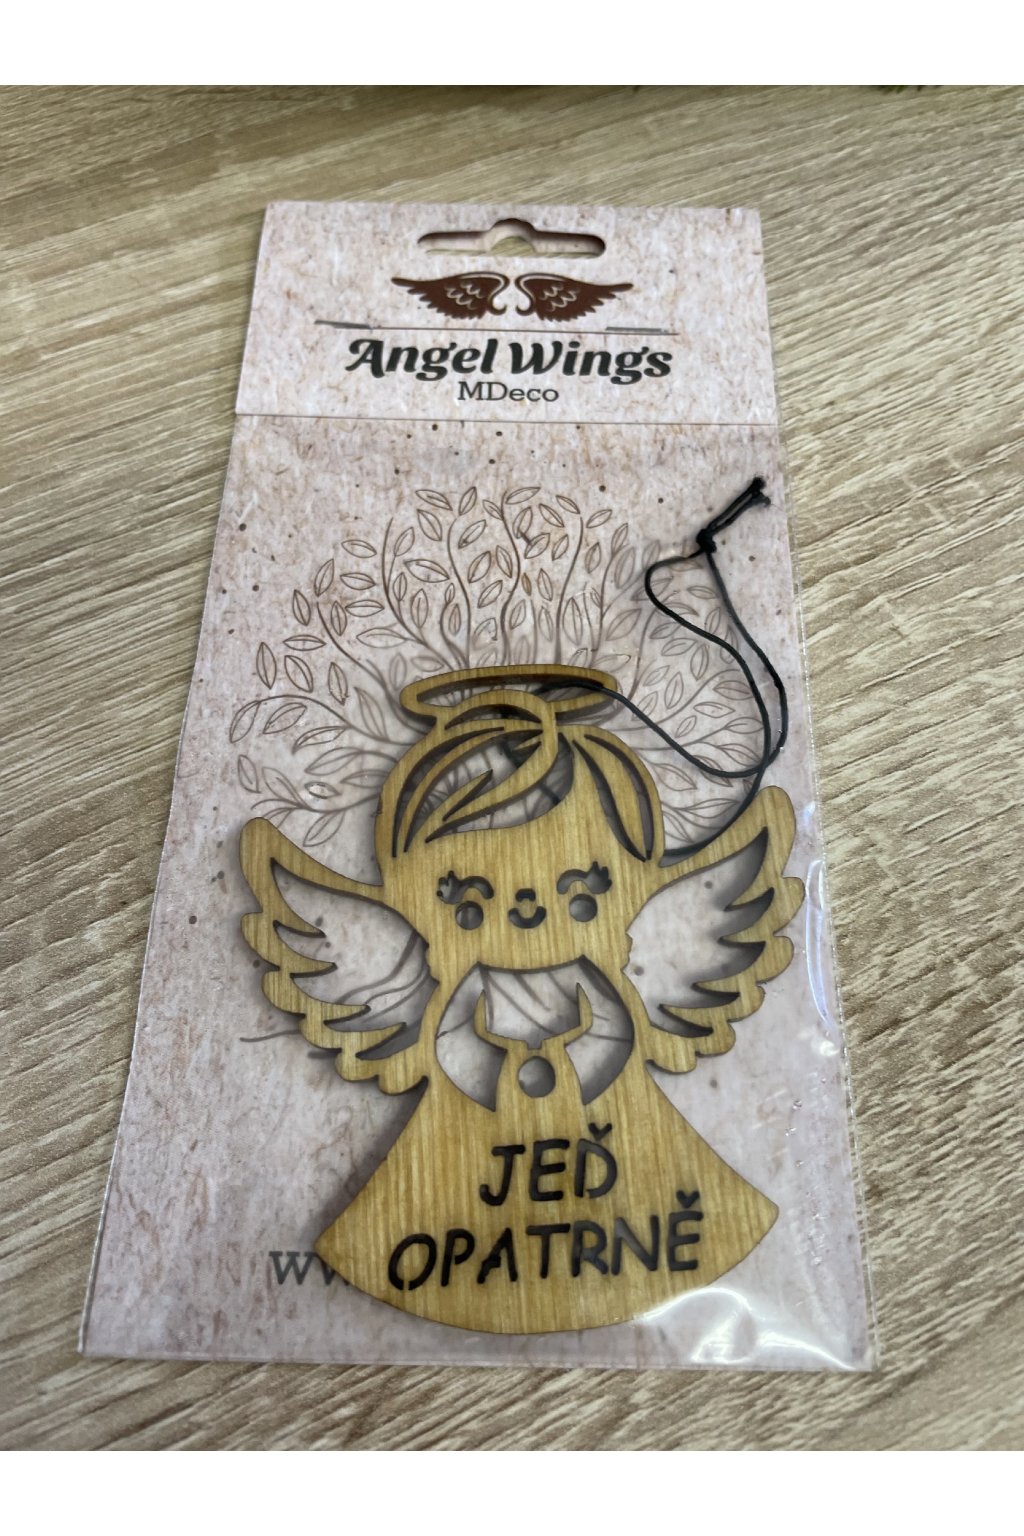 Angel Wings
MDeco
JEĎ
OPATRNĚ